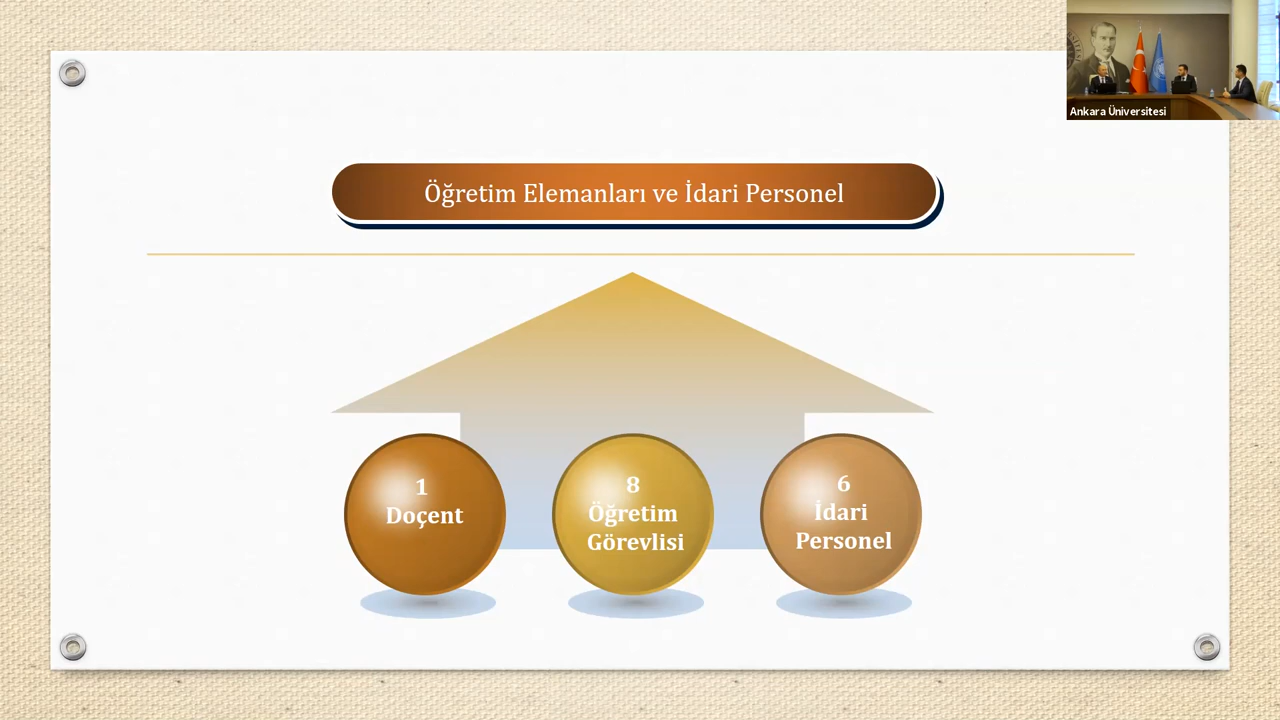 Ankara Üniversitesi
Öğretim Elemanları ve İdari Personel
1
Doçent
8
Öğretim
Görevlisi
6
İdari
Personel